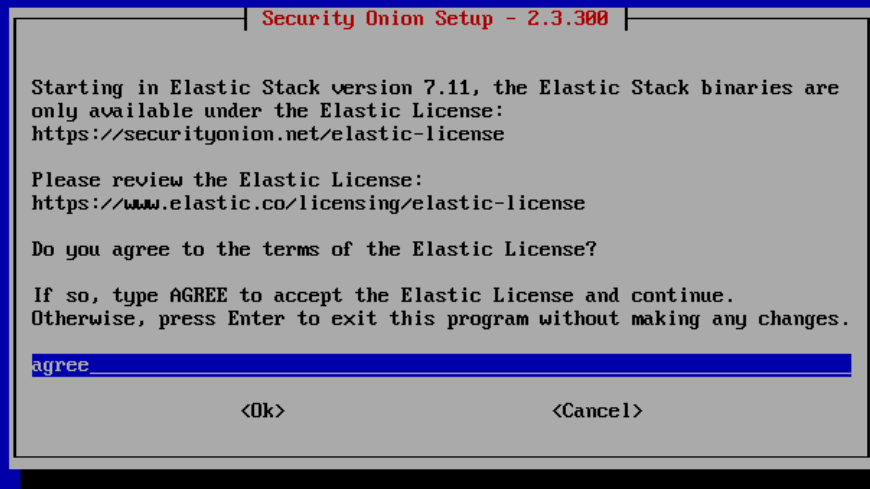 Security Onion Setup - 2.3.300
Starting in Elastic Stack version 7.11, the Elastic Stack binaries are
only available under the Elastic License:
https://securityonion.net/elastic-license
Please review the Elastic License:
https://www.elastic.co/licensing/elastic-license
Do you agree to the terms of the Elastic License?
If so, type AGREE to accept the Elastic License and continue.
Otherwise, press Enter to exit this program without making any changes.
agree
<Ok> <Cancel>